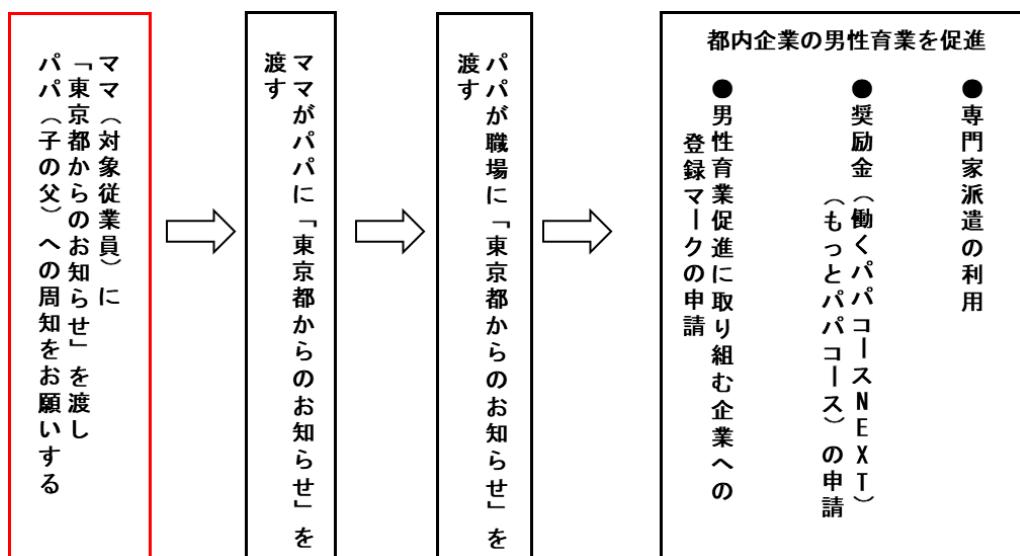 ママ（対象従業員）に
「東京都からのお知らせ」を渡し
パパ（子の父）への周知をお願いする
ママがパパに「東京都からのお知らせ」を
渡す
パパが職場に「東京都からのお知らせ」を
渡す
都内企業の男性育業を促進
●専門家派遣の利用
●奨励金（働くパパコースNEXT）
（もっとパパコース）の申請
●男性育業促進に取り組む企業への
登録マークの申請